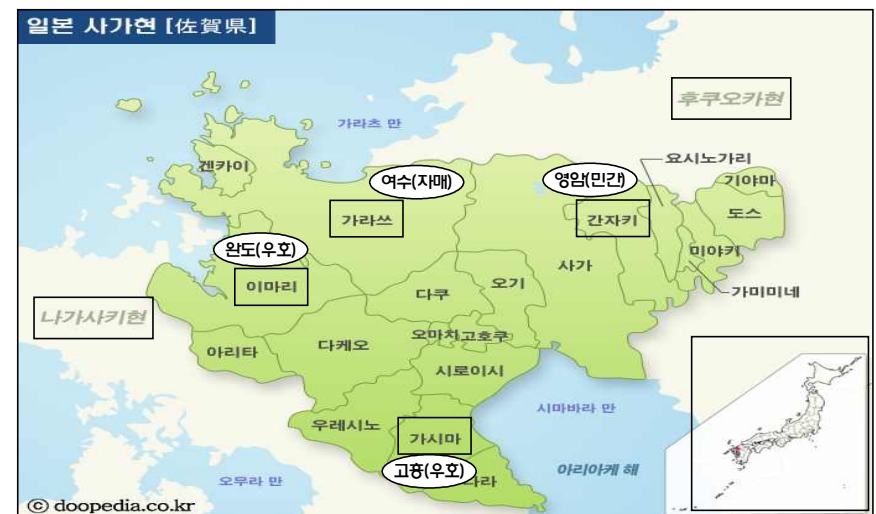 일본 사가현 [佐賀県]
후쿠오카현
가라츠 만
요시노가리
겐카이
여수(자매)
영암(민간)
기야마
가라쓰
간자키
도스
완도(우호)
미야키
사가
이마리
다쿠
오기
가미미네
나가사키현
오마치
고호쿠
아리타
다케오
시로이시
시마바라 만
우레시노
가시마
고흥(우호)
아리아케 해
오무라 만
라라
© doopedia.co.kr